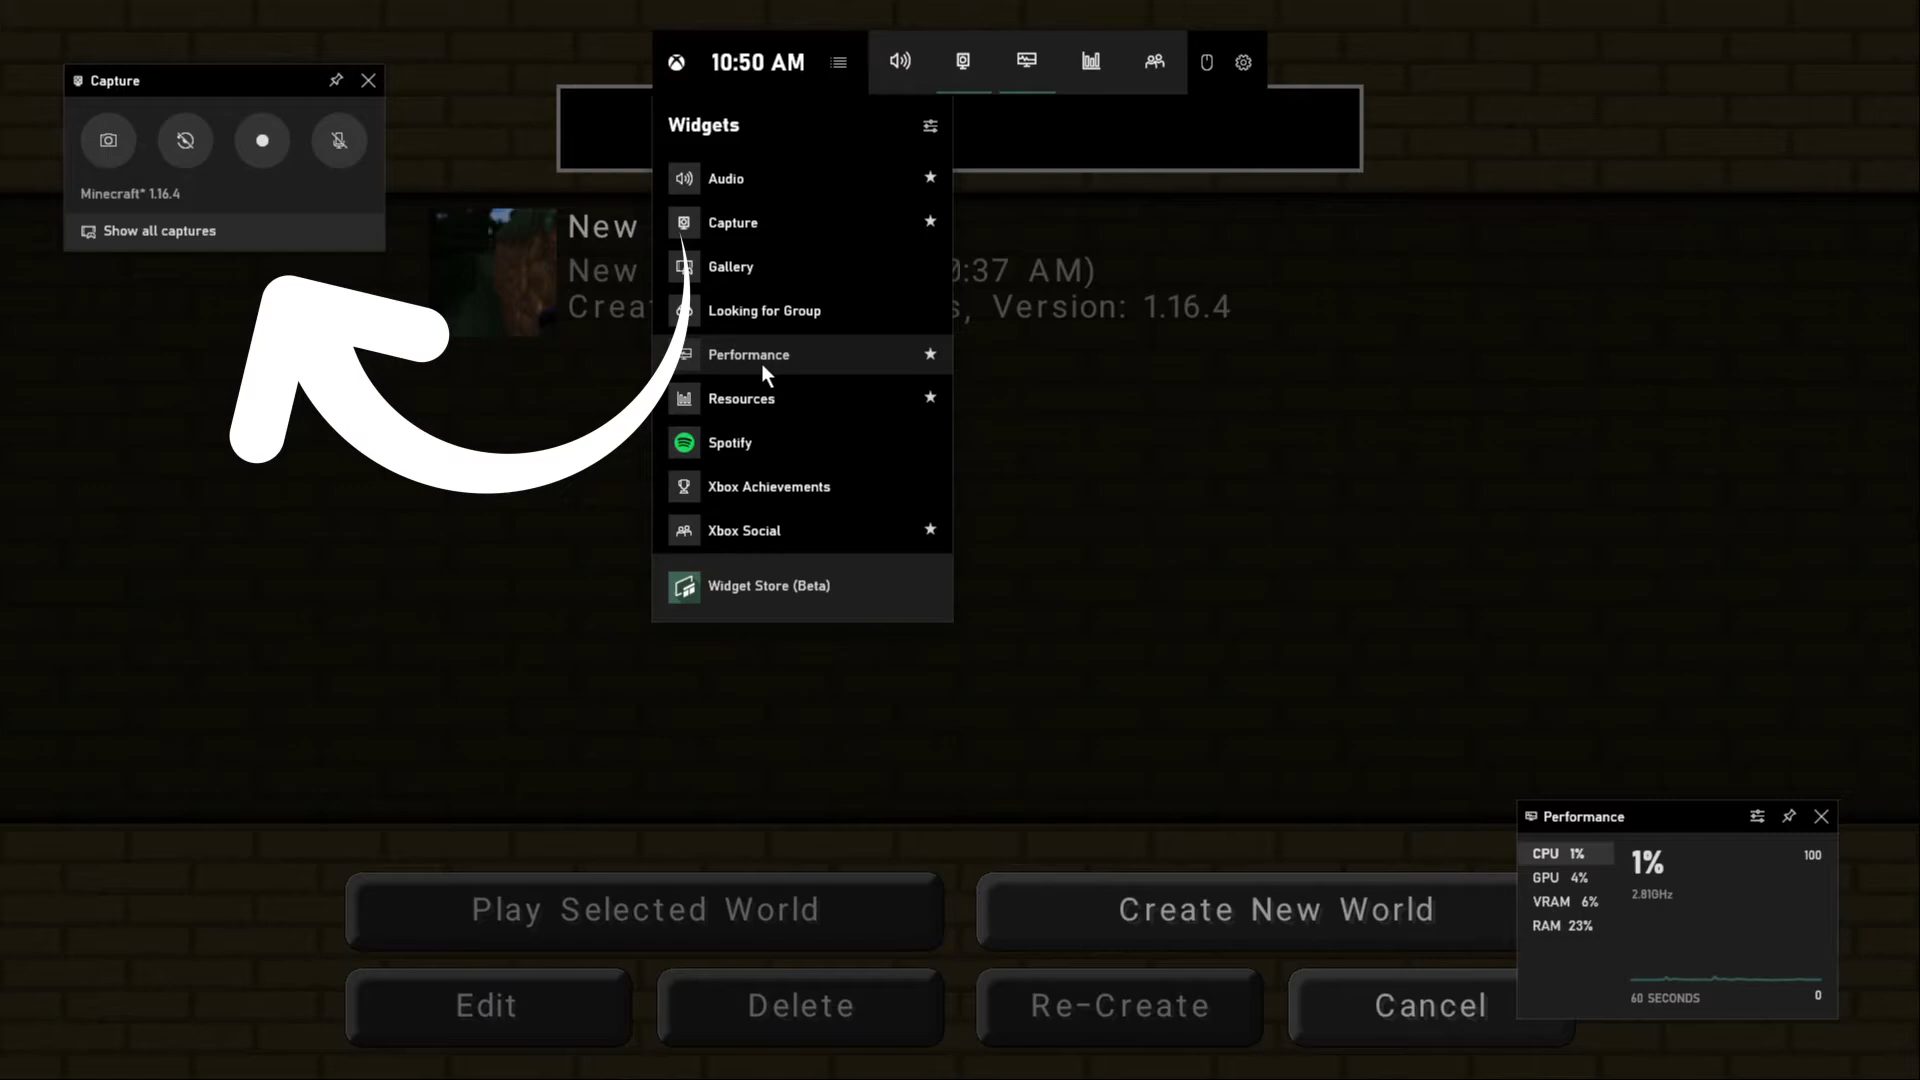 Capture
Minecraft* 1.16.4
Show all captures
10:50 AM
Widgets
Audio
Capture
Gallery
Looking for Group
Performance
Resources
Spotify
Xbox Achievements
Xbox Social
Widget Store (Beta)
New
New :37 AM)
Creat s, Version: 1.16.4
Play Selected World
Create New World
Edit
Delete
Re-Create
Cancel
Performance
CPU 1%
GPU 4%
VRAM 6%
RAM 23%
1%
2.81GHz
100
60 SECONDS
0